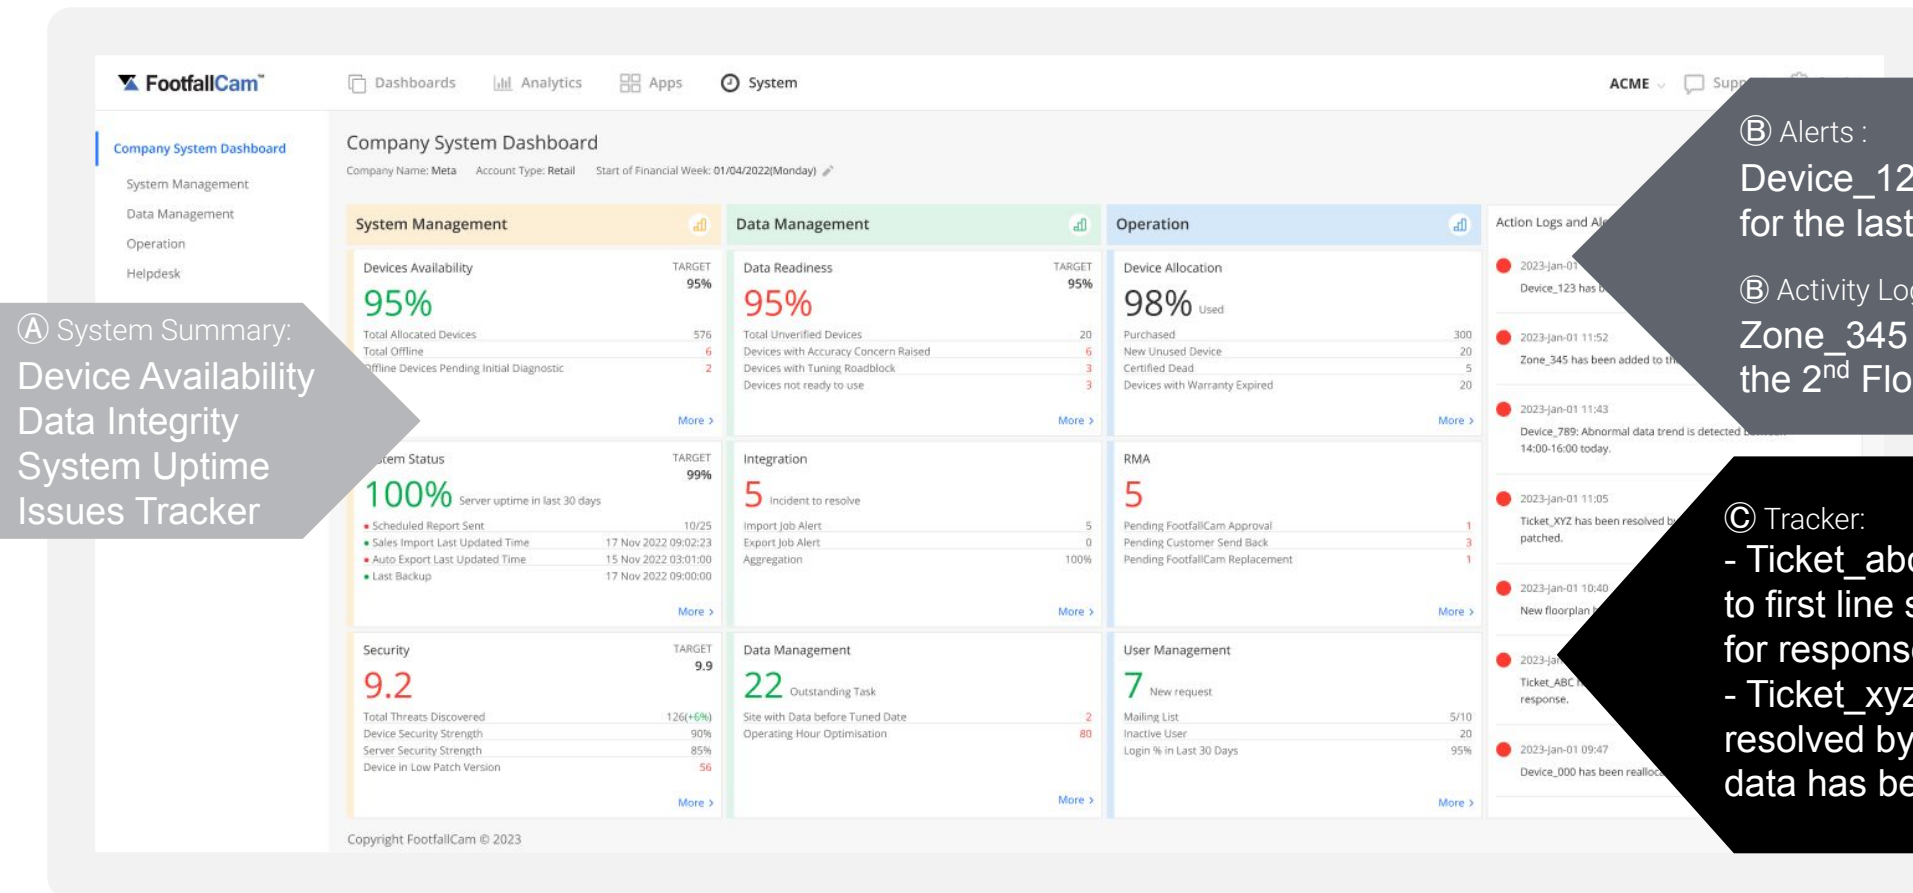 FootfallCam™
Dashboards
Analytics
Apps
System
ACME
Company System Dashboard
System Management
Data Management
Operation
Helpdesk
Company System Dashboard
Company Name: Meta Account Type: Retail Start of Financial Week: 01/04/2022(Monday)
System Management
Devices Availability TARGET
95%
95%
Total Allocated Devices 576
Total Offline 6
Offline Devices Pending Initial Diagnostic 2
More >
Status TARGET
99%
100% Server uptime in last 30 days
• Scheduled Report Sent 10/25
• Sales Import Last Updated Time 17 Nov 2022 09:02:23
• Auto Export Last Updated Time 15 Nov 2022 03:01:00
• Last Backup 17 Nov 2022 09:00:00
More >
Security TARGET
9.9
9.2
Total Threats Discovered 126(+6%)
Device Security Strength 90%
Server Security Strength 85%
Device in Low Patch Version 56
More >
Data Management
Data Readiness TARGET
95%
95%
Total Unverified Devices 20
Devices with Accuracy Concern Raised 6
Devices with Tuning Roadblock 3
Devices not ready to use 3
More >
Integration
5 Incident to resolve
Import Job Alert 5
Export Job Alert 0
Aggregation 100%
More >
Data Management
22 Outstanding Task
Site with Data before Tuned Date 2
Operating Hour Optimisation 80
More >
Operation
Device Allocation
98% Used
Purchased 300
New Unused Device 20
Certified Dead 5
Devices with Warranty Expired 20
More >
RMA
5
Pending FootfallCam Approval 1
Pending Customer Send Back 3
Pending FootfallCam Replacement 1
More >
User Management
7 New request
Mailing List 5/10
Inactive User 20
Login % in Last 30 Days 95%
More >
Action Logs and
2023-Jan-01
Device_123 has
2023-Jan-01 11:52
Zone_345 has been added to
2023-Jan-01 11:43
Device_789: Abnormal data trend is detected
14:00-16:00 today.
2023-Jan-01 11:05
Ticket_XYZ has been resolved
patched.
2023-Jan-01 10:40
New floorplan
Ticket_ABC
response.
2023-Jan-01 09:47
Device_000 has been
Copyright FootfallCam © 2023
Ⓐ System Summary:
Device Availability
Data Integrity
System Uptime
Issues Tracker
Ⓑ Alerts :
Device_12
for the last
Ⓑ Activity
Zone_345
the 2nd
Ⓒ Tracker:
- Ticket_abc
to first line
for
- Ticket_xyz
resolved by
data has